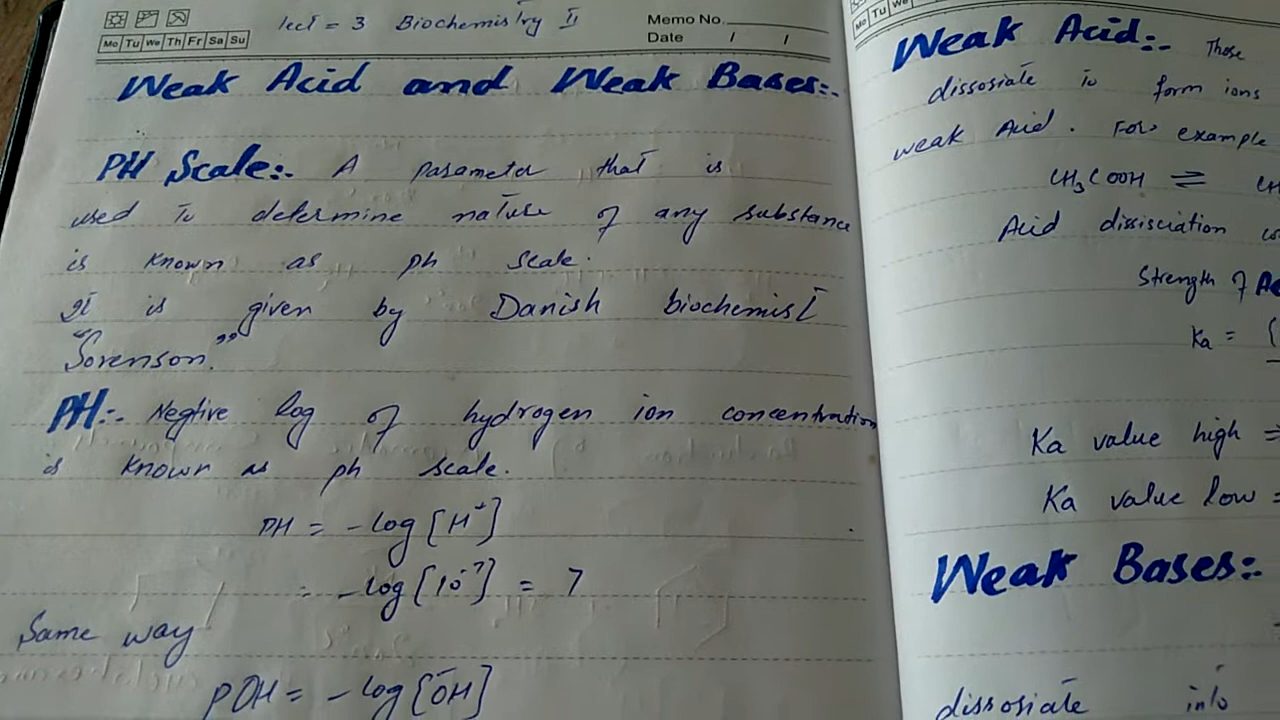 lect = 3 Biochemistry II
Memo No.
Mo Tu We Th Fr Sa Su
Date / /
Weak Acid and Weak Bases:-
PH Scale:- A parameter that is
used to determine nature of any substance
is known as ph scale.
It is given by Danish biochemist
"Sorenson."
PH:- Negtive log of hydrogen ion concentration
is known as ph scale.
PH = -log [H⁺]
= -log [10⁻⁷] = 7
Same way
POH = -log [OH⁻]
Mo Tu We
Weak Acid:- Those
dissosiate to form ions
weak Acid. For example
CH₃COOH ⇌ CH
Acid dissisciation
Strength of Ac
Ka =
Ka value high =
Ka value low =
Weak Bases:-
dissosiate into